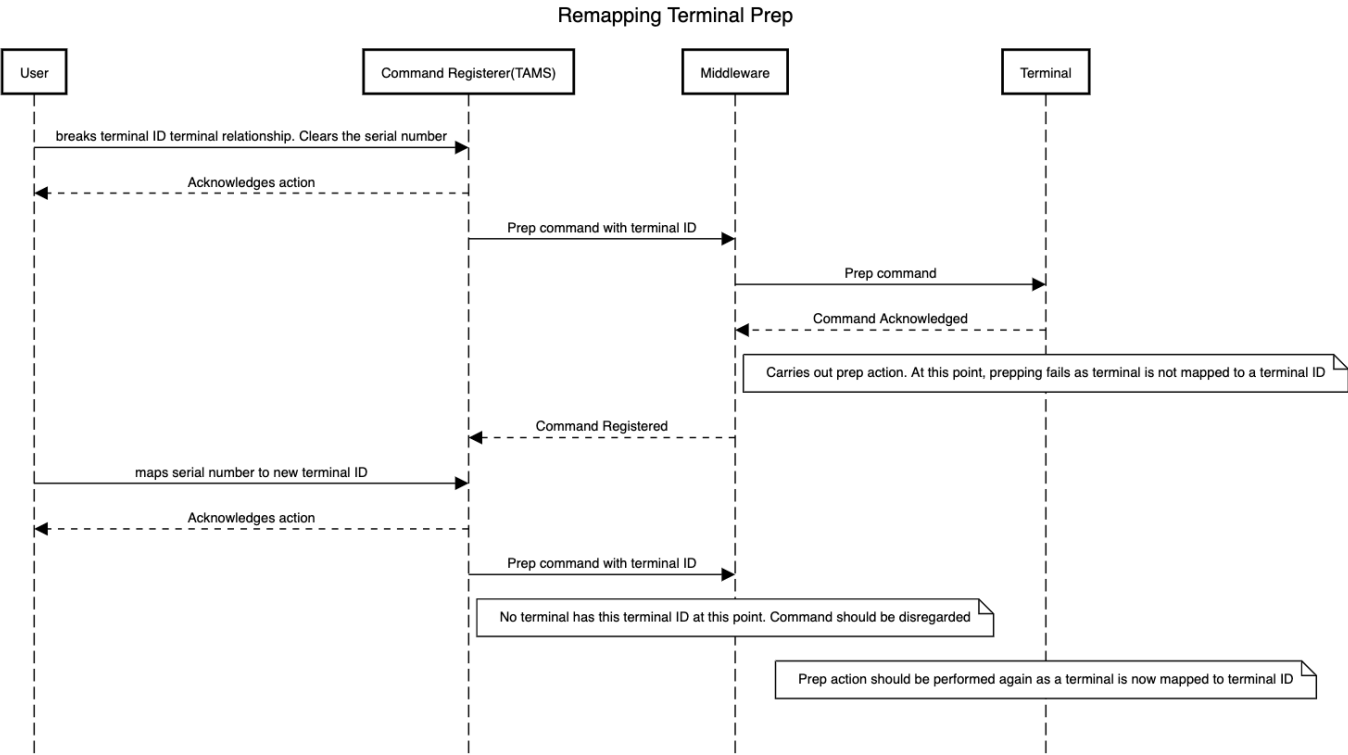 Remapping Terminal Prep
User
Command Registerer(TAMS)
Middleware
Terminal
breaks terminal ID terminal relationship. Clears the serial number
Acknowledges action
Prep command with terminal ID
Prep command
Command Acknowledged
Carries out prep action. At this point, prepping fails as terminal is not mapped to a terminal ID
Command Registered
maps serial number to new terminal ID
Acknowledges action
Prep command with terminal ID
No terminal has this terminal ID at this point. Command should be disregarded
Prep action should be performed again as a terminal is now mapped to terminal ID